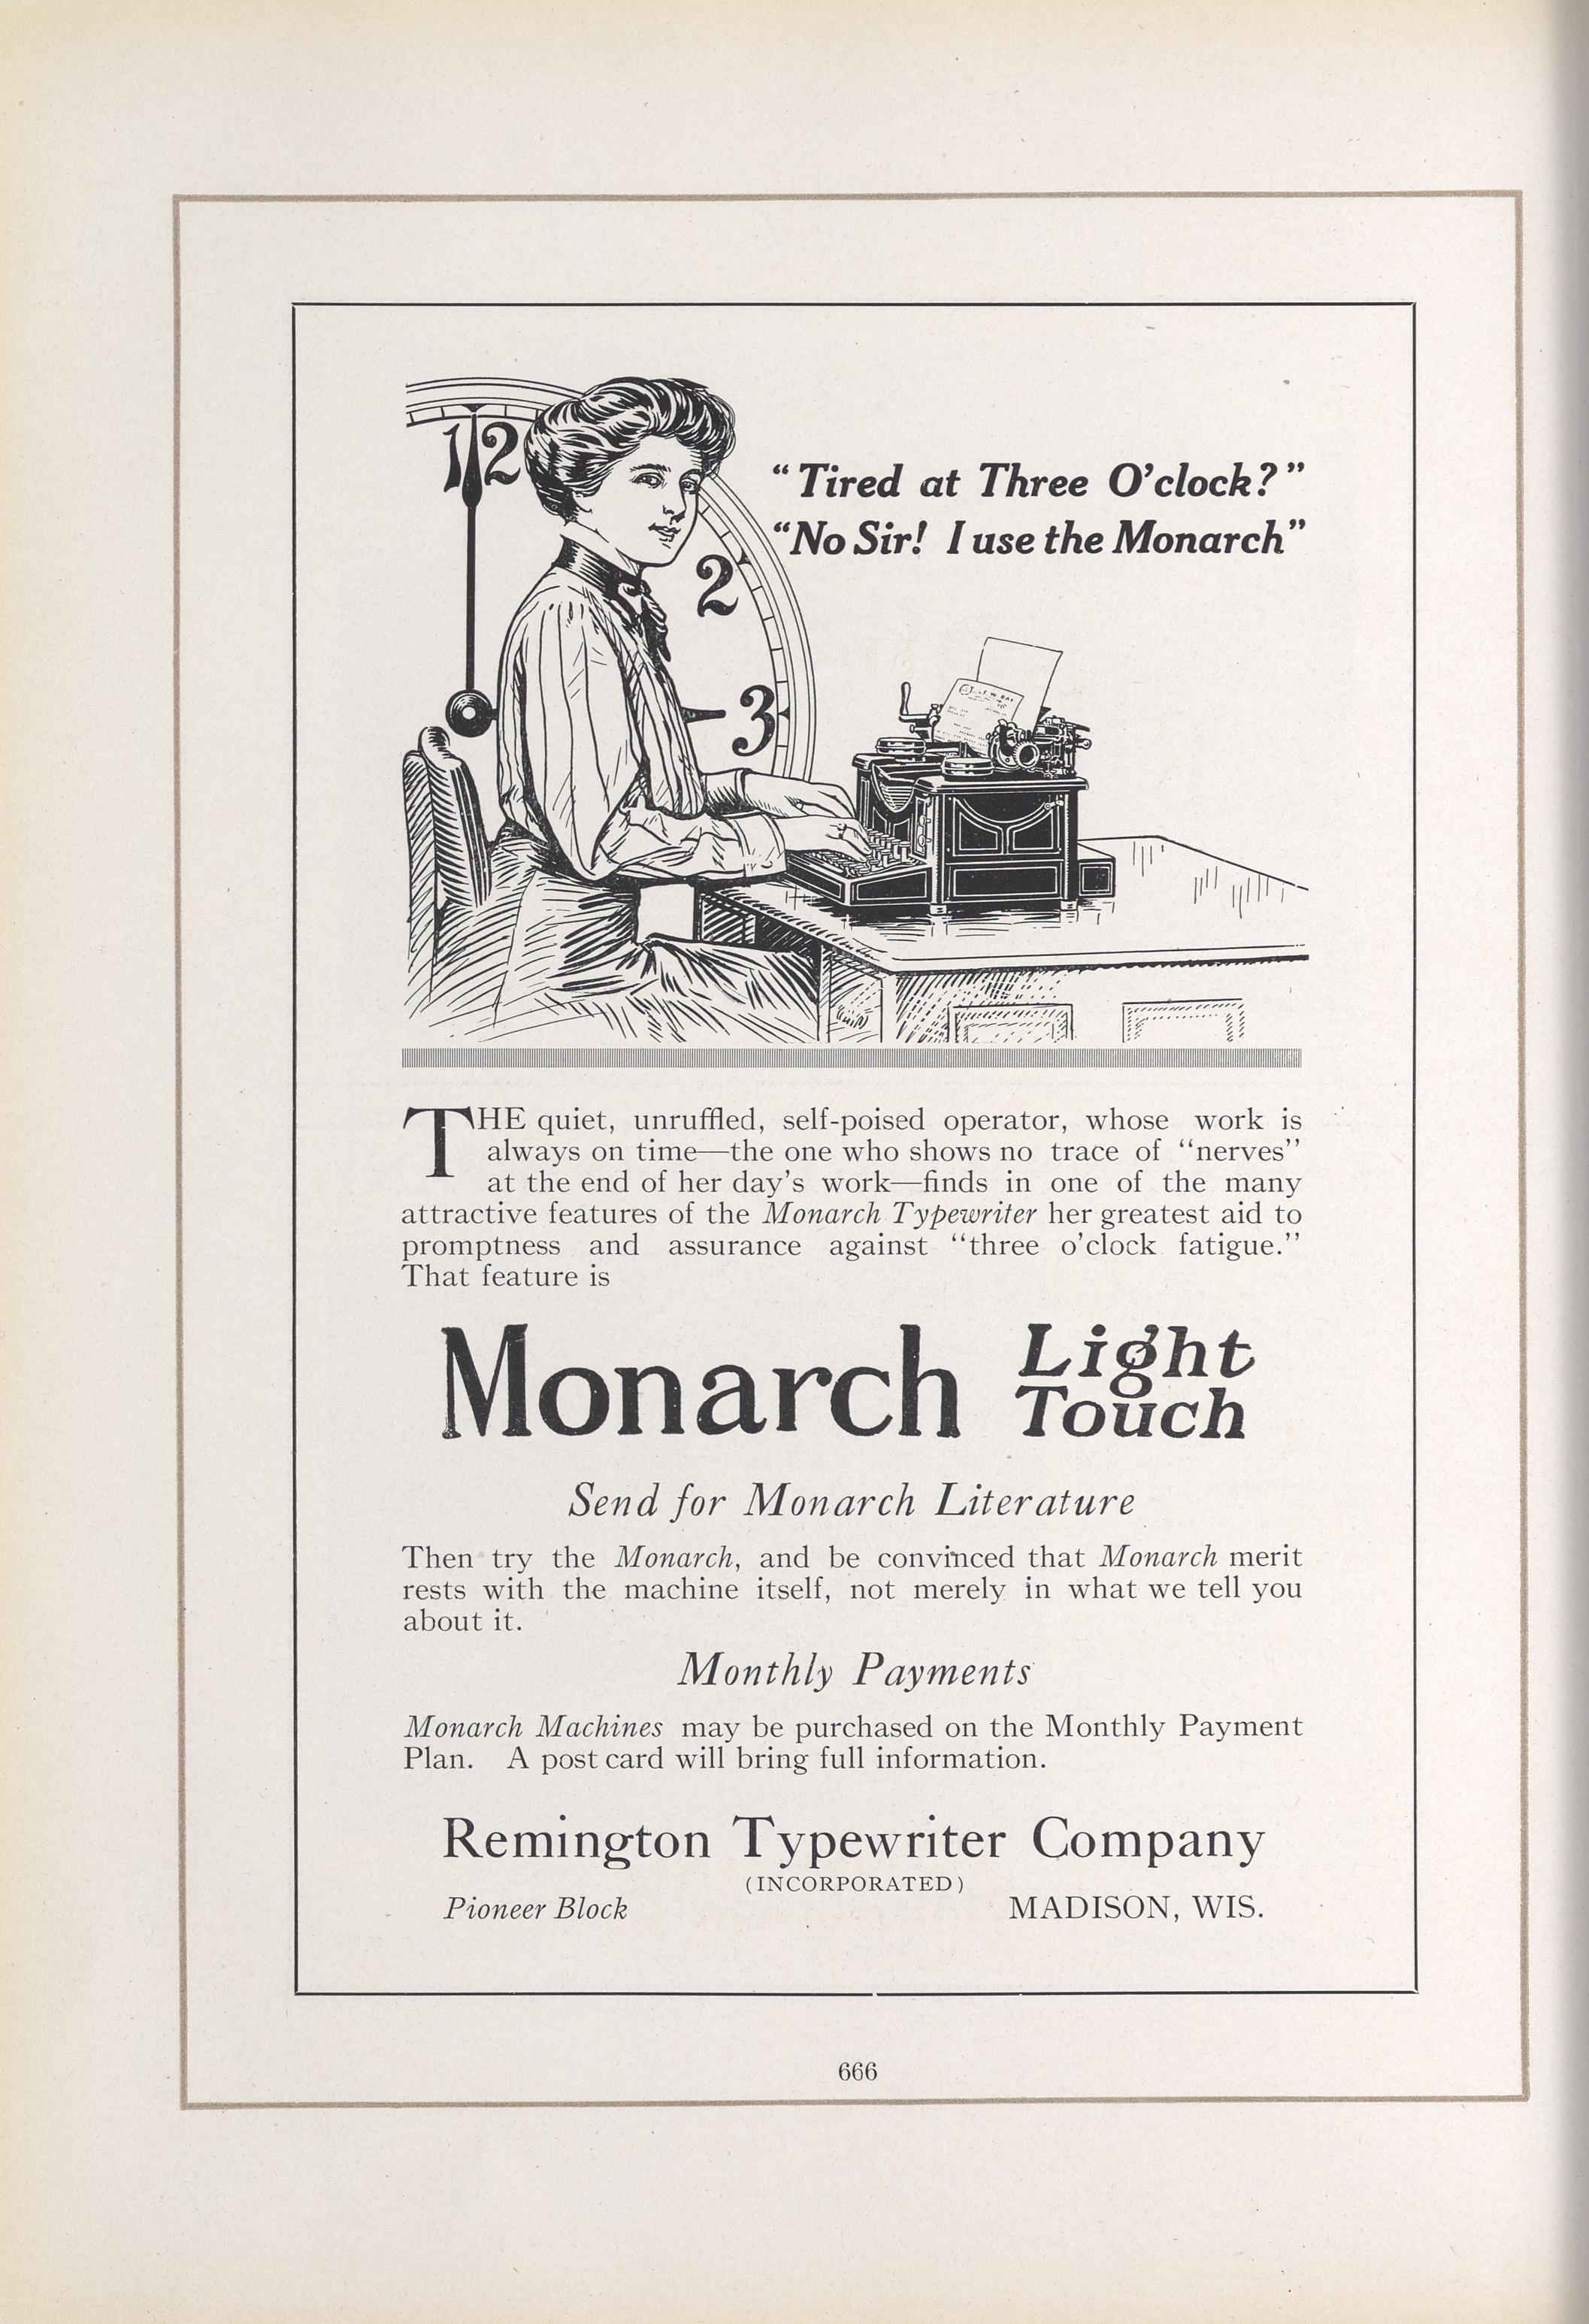 12
2
3
“Tired at Three O’clock?”
“No Sir! I use the Monarch”
THE quiet, unruffled, self-poised operator, whose work is
always on time—the one who shows no trace of “nerves”
at the end of her day’s work—finds in one of the many
attractive features of the Monarch Typewriter her greatest aid to
promptness and assurance against “three o’clock fatigue.”
That feature is
Monarch Light Touch
Send for Monarch Literature
Then try the Monarch, and be convinced that Monarch merit
rests with the machine itself, not merely in what we tell you
about it.
Monthly Payments
Monarch Machines may be purchased on the Monthly Payment
Plan. A post card will bring full information.
Remington Typewriter Company
(INCORPORATED)
Pioneer Block MADISON, WIS.
666